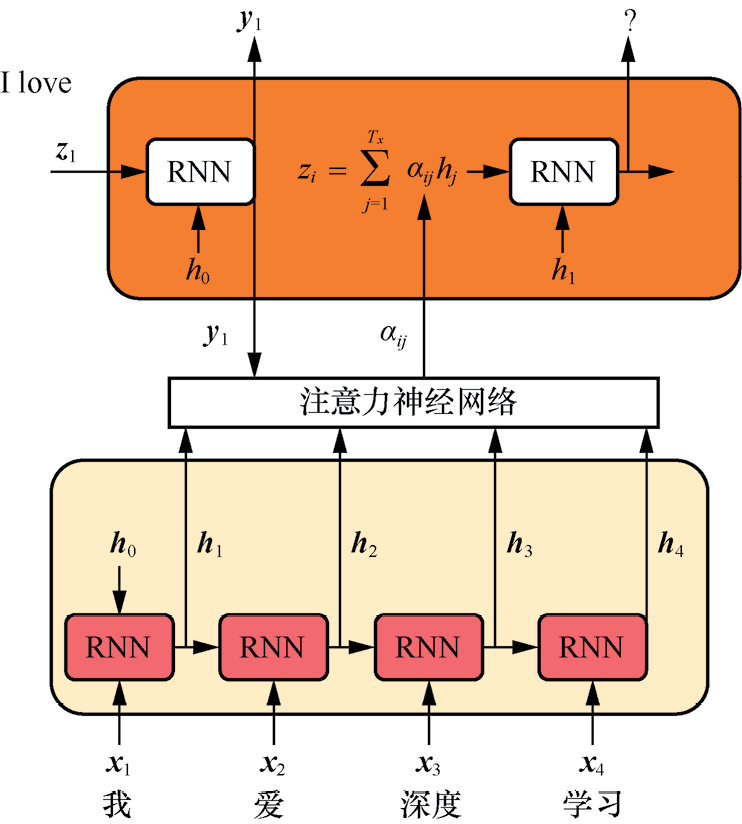 y₁ ?
I love
z₁ RNN zᵢ = ∑ⱼ₌₁^{Tₓ} αᵢⱼhⱼ RNN
h₀ h₁
y₁ αᵢⱼ
注意力神经网络
h₀ h₁ h₂ h₃ h₄
RNN RNN RNN RNN
x₁ x₂ x₃ x₄
我 爱 深度 学习